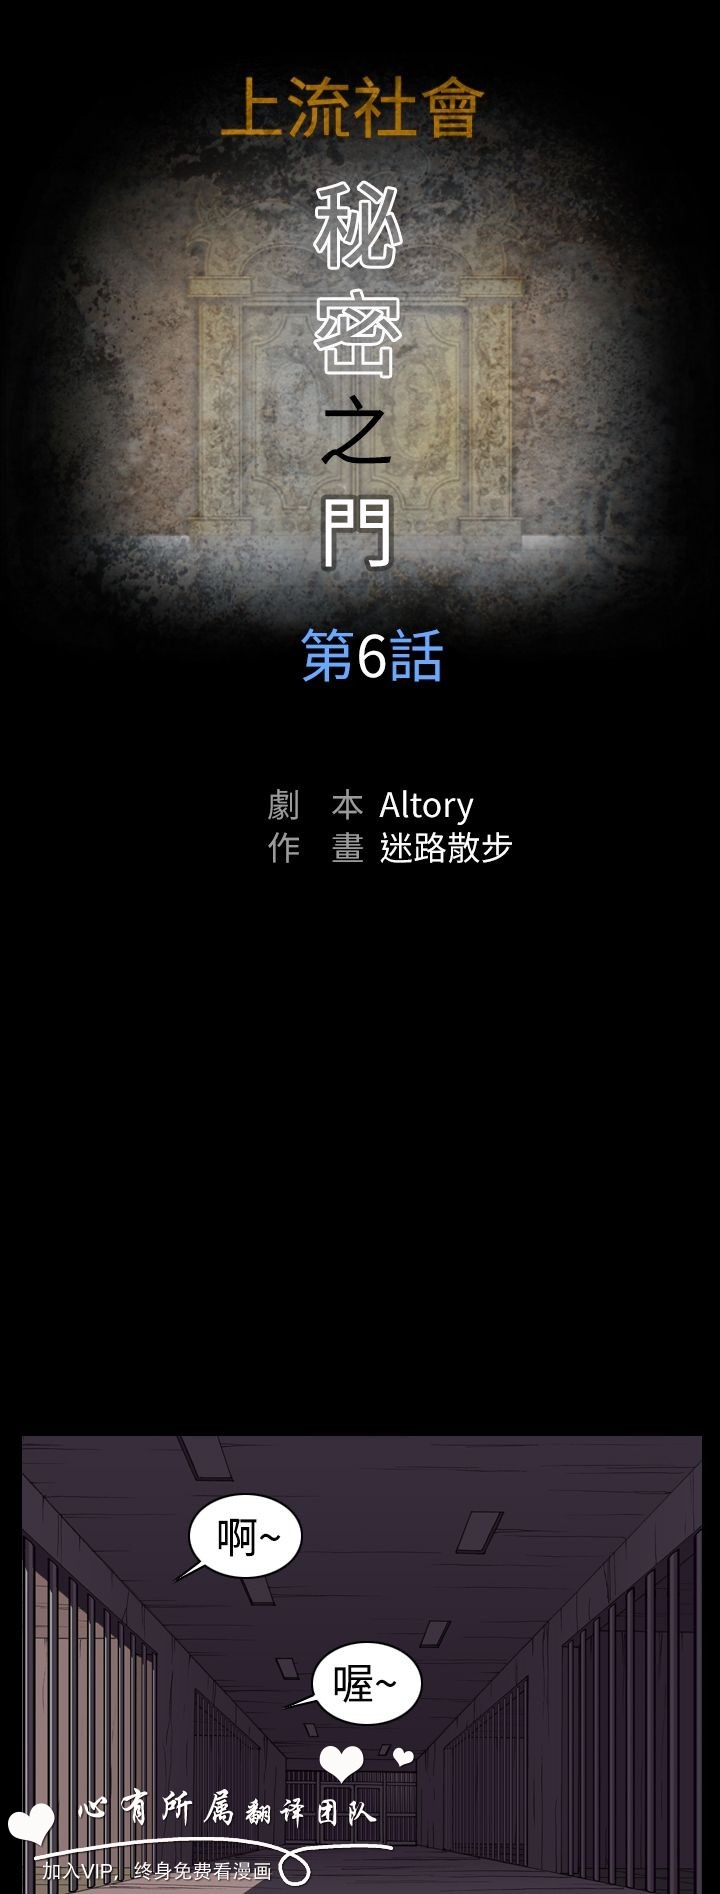 上流社會
秘密之門
第6話
劇 本 Altory
作 畫 迷路散步
啊~
喔~
心有所属翻译团队
加入VIP，终身免费看漫画